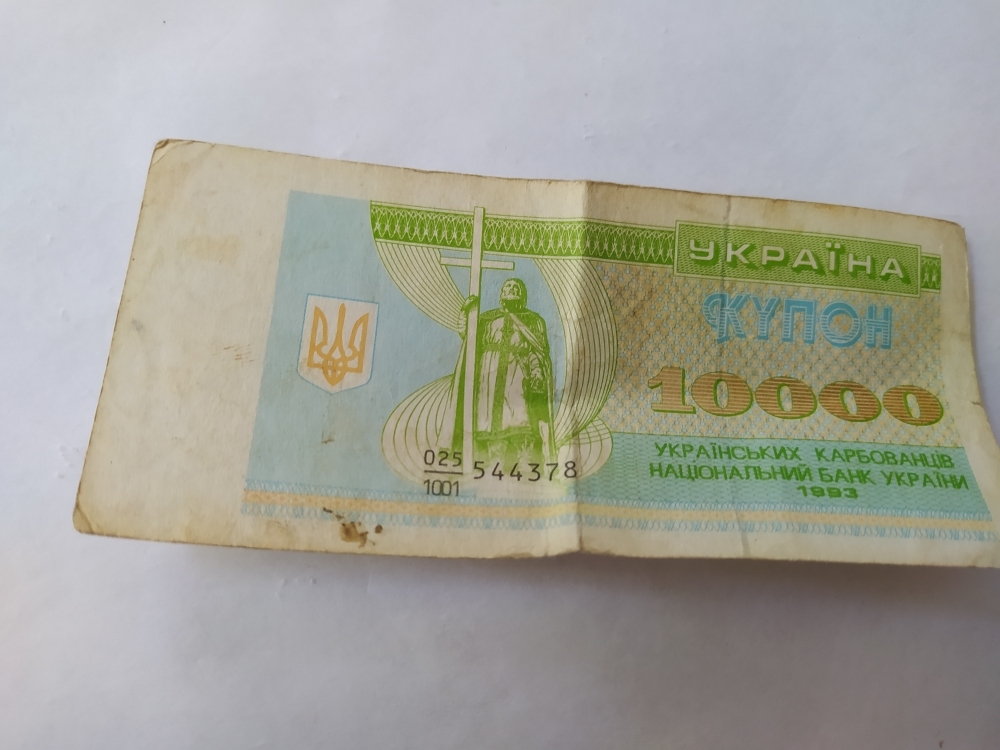 УКРАЇНА
КУПОН
10000
УКРАЇНСЬКИХ КАРБОВАНЦІВ
НАЦІОНАЛЬНИЙ БАНК УКРАЇНИ
1993
025
1001
544378